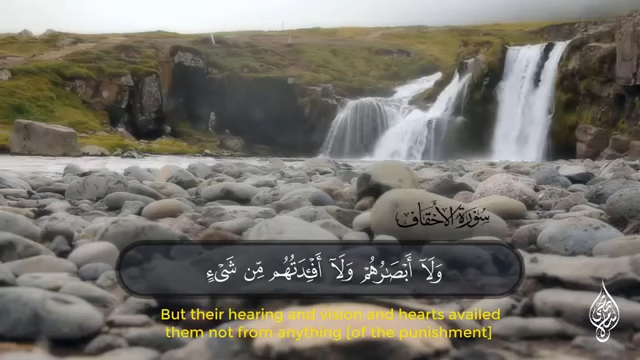 سورة الأحقاف
وَلَآ أَبْصَٰرُهُمْ وَلَآ أَفْـِٔدَتُهُم مِّن شَىْءٍ
But their hearing and vision and hearts availed
them not from anything [of the punishment]